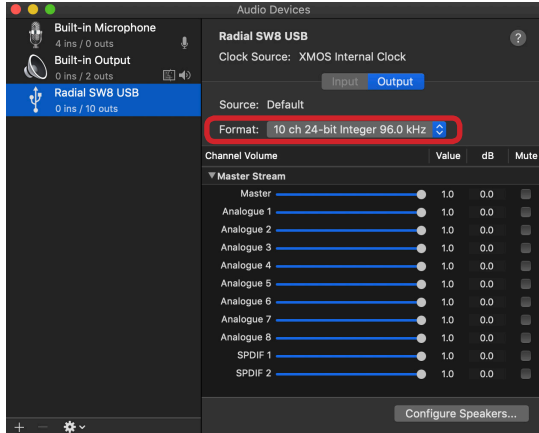 Audio Devices
Built-in Microphone
4 ins / 0 outs
Built-in Output
0 ins / 2 outs
Radial SW8 USB
0 ins / 10 outs
Radial SW8 USB
?
Clock Source: XMOS Internal Clock
Input Output
Source: Default
Format: 10 ch 24-bit Integer 96.0 kHz
Channel Volume Value dB Mute
▼Master Stream
Master 1.0 0.0
Analogue 1 1.0 0.0
Analogue 2 1.0 0.0
Analogue 3 1.0 0.0
Analogue 4 1.0 0.0
Analogue 5 1.0 0.0
Analogue 6 1.0 0.0
Analogue 7 1.0 0.0
Analogue 8 1.0 0.0
SPDIF 1 1.0 0.0
SPDIF 2 1.0 0.0
Configure Speakers...